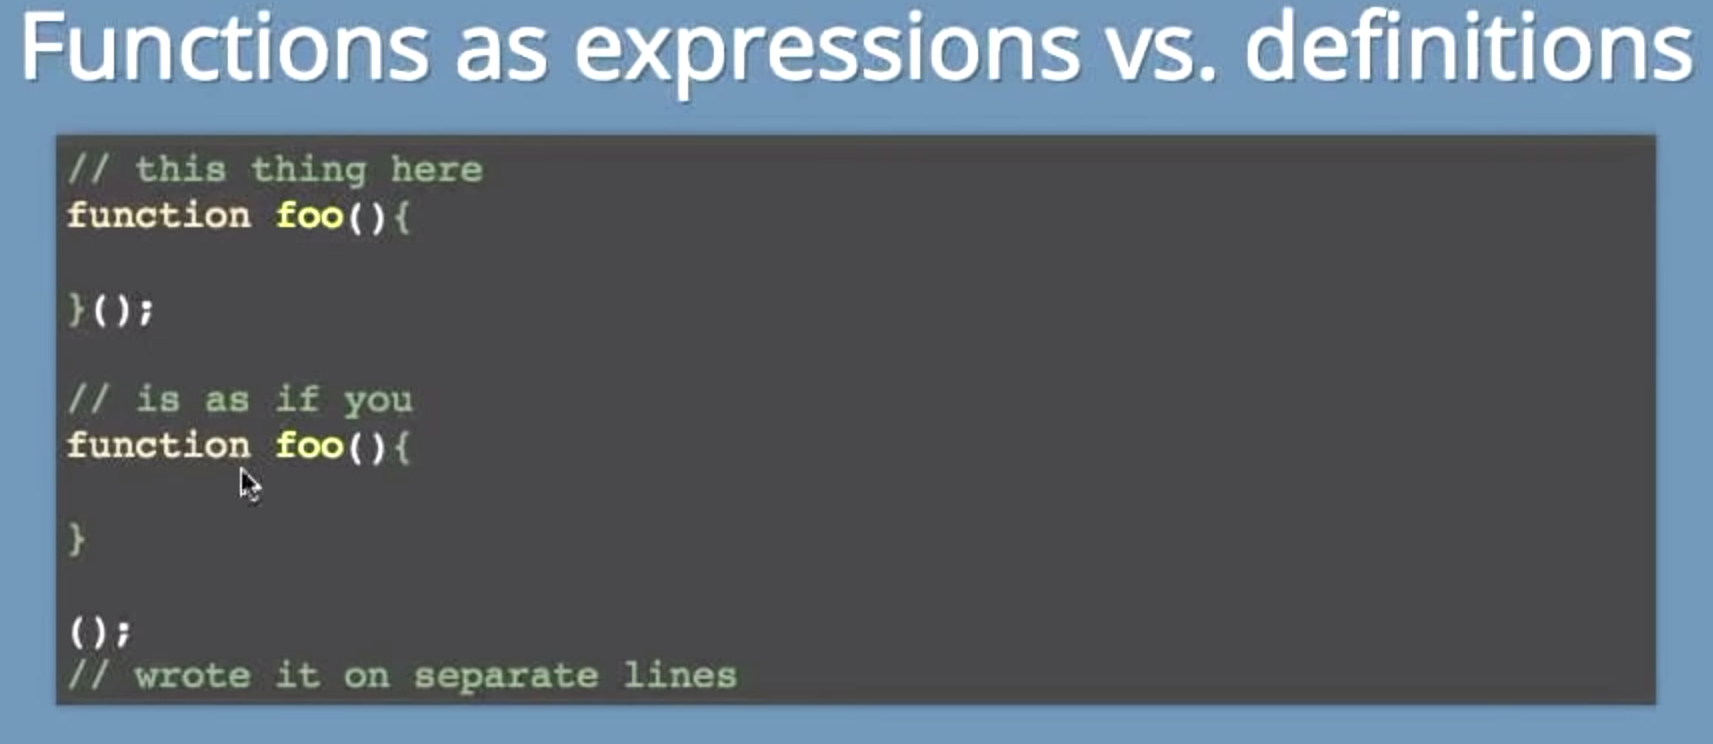 Functions as expressions vs. definitions
// this thing here
function foo(){
}();
// is as if you
function foo(){
}
();
// wrote it on separate lines